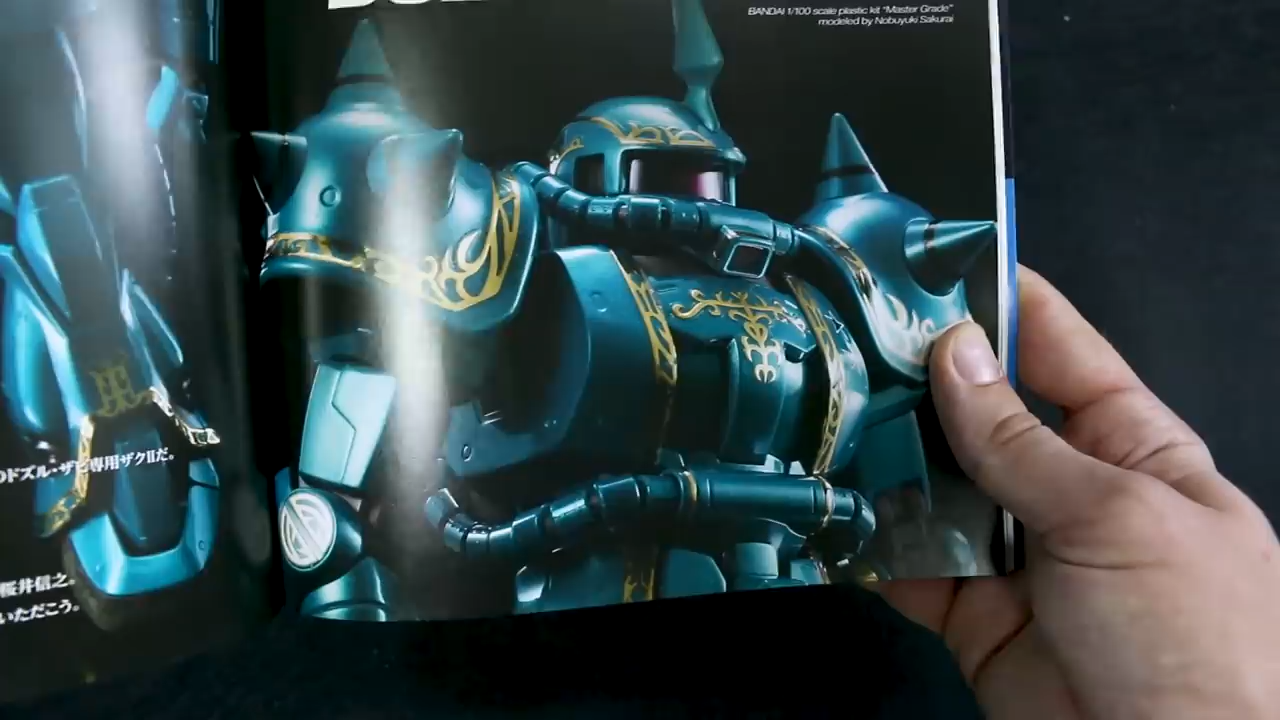 BANDAI 1/100 scale plastic kit "Master Grade"
modeled by Nobuyuki Sakurai
のドズル・ザビ専用ザクIIだ。
桜井信之。
いただこう。